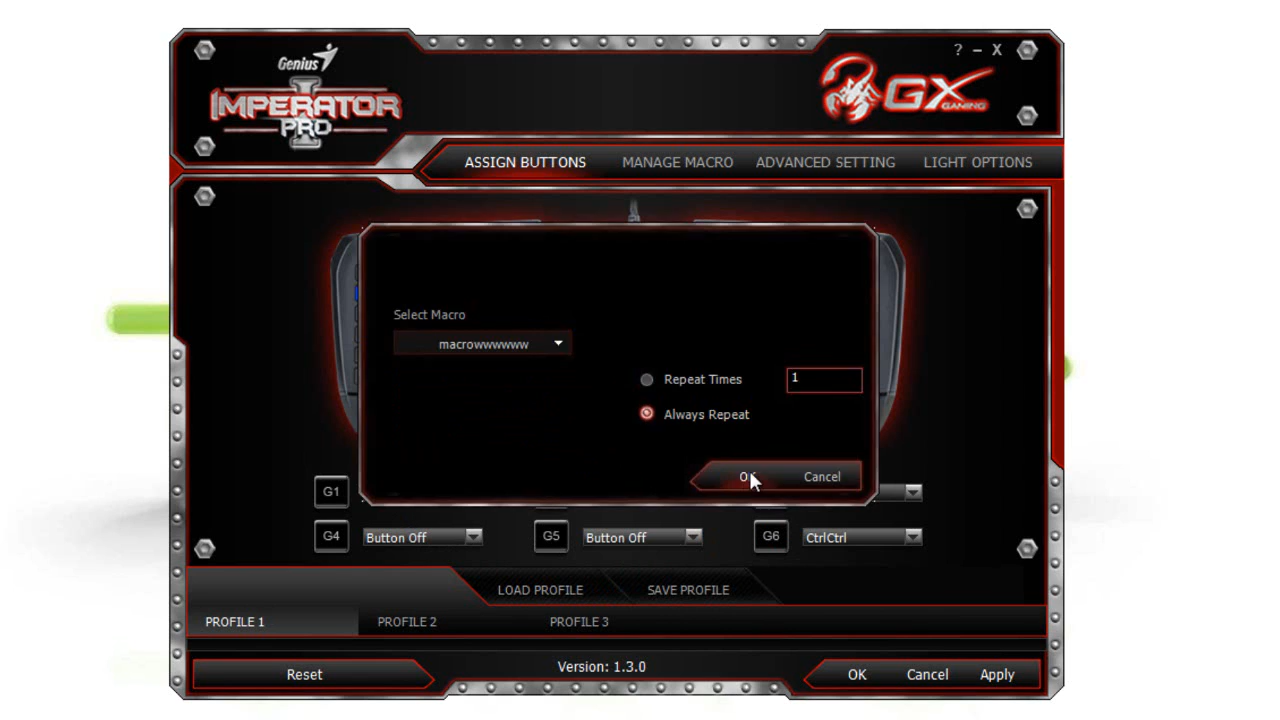 Genius
IMPERATOR
PRO
GX
GAMING
? – X
ASSIGN BUTTONS
MANAGE MACRO
ADVANCED SETTING
LIGHT OPTIONS
Select Macro
macrowwwwww
Repeat Times
1
Always Repeat
OK
Cancel
G1
G4
Button Off
G5
Button Off
G6
CtrlCtrl
LOAD PROFILE
SAVE PROFILE
PROFILE 1
PROFILE 2
PROFILE 3
Reset
Version: 1.3.0
OK
Cancel
Apply